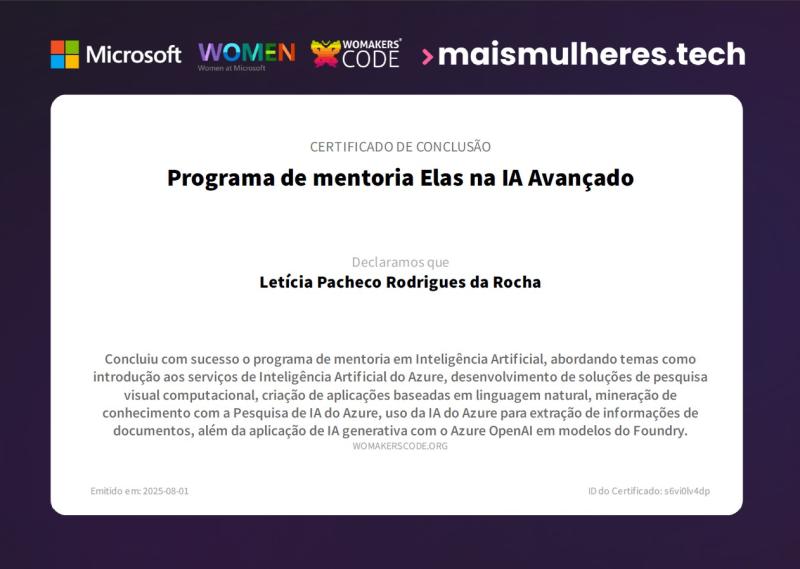 Microsoft
WOMEN
Women at Microsoft
WOMAKERS®
CODE
maismulheres.tech
CERTIFICADO DE CONCLUSÃO
Programa de mentoria Elas na IA Avançado
Declaramos que
Letícia Pacheco Rodrigues da Rocha
Concluiu com sucesso o programa de mentoria em Inteligência Artificial, abordando temas como
introdução aos serviços de Inteligência Artificial do Azure, desenvolvimento de soluções de pesquisa
visual computacional, criação de aplicações baseadas em linguagem natural, mineração de
conhecimento com a Pesquisa de IA do Azure, uso da IA do Azure para extração de informações de
documentos, além da aplicação de IA generativa com o Azure OpenAI em modelos do Foundry.
WOMAKERSCODE.ORG
Emitido em: 2025-08-01
ID do Certificado: s6vi0lv4dp